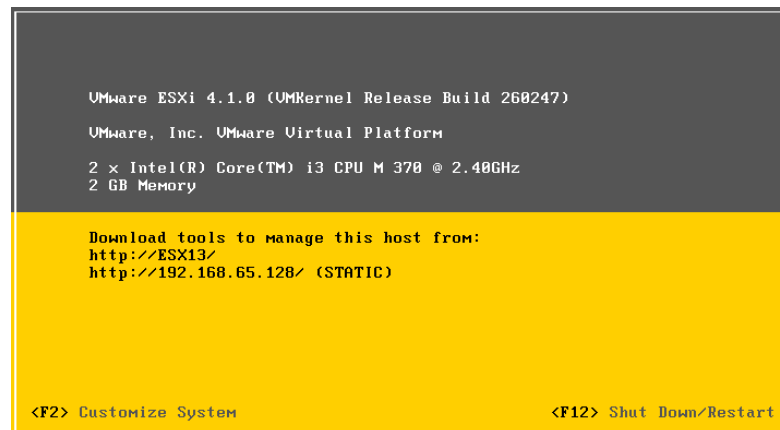 VMware ESXi 4.1.0 (VMKernel Release Build 260247)
VMware, Inc. VMware Virtual Platform
2 x Intel(R) Core(TM) i3 CPU M 370 @ 2.40GHz
2 GB Memory
Download tools to manage this host from:
http://ESX13/
http://192.168.65.128/ (STATIC)
<F2> Customize System <F12> Shut Down/Restart